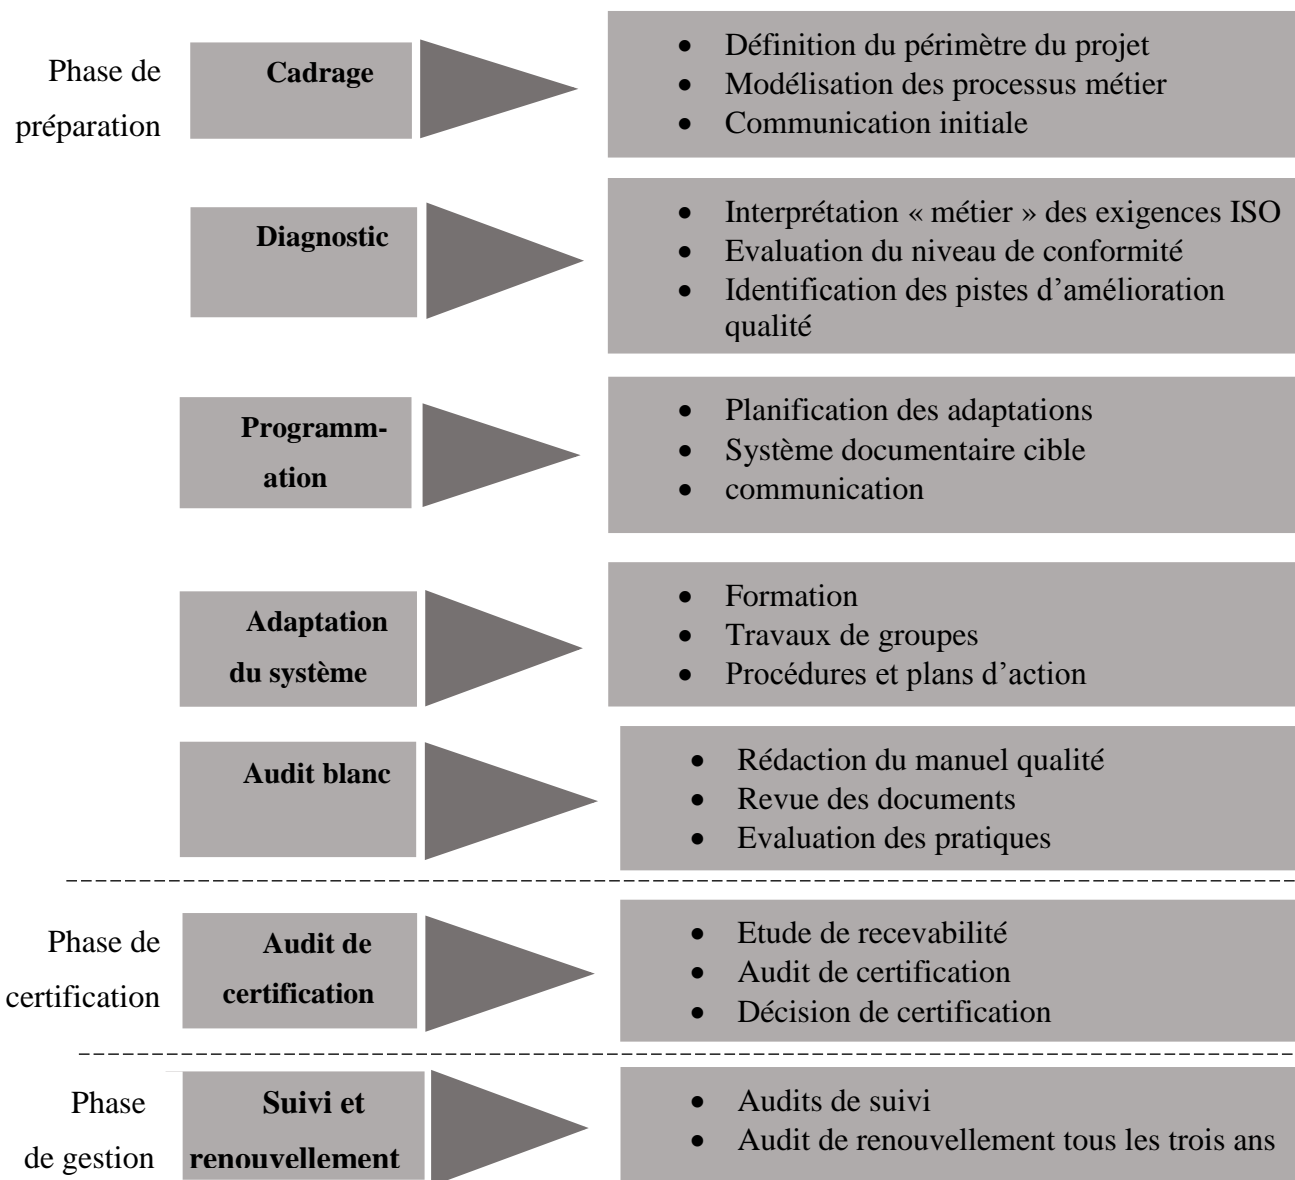 Phase de
préparation
Cadrage
• Définition du périmètre du projet
• Modélisation des processus métier
• Communication initiale
Diagnostic
• Interprétation « métier » des exigences ISO
• Evaluation du niveau de conformité
• Identification des pistes d’amélioration
qualité
Programm-
ation
• Planification des adaptations
• Système documentaire cible
• communication
Adaptation
du système
• Formation
• Travaux de groupes
• Procédures et plans d’action
Audit blanc
• Rédaction du manuel qualité
• Revue des documents
• Evaluation des pratiques
Phase de
certification
Audit de
certification
• Etude de recevabilité
• Audit de certification
• Décision de certification
Phase
de gestion
Suivi et
renouvellement
• Audits de suivi
• Audit de renouvellement tous les trois ans